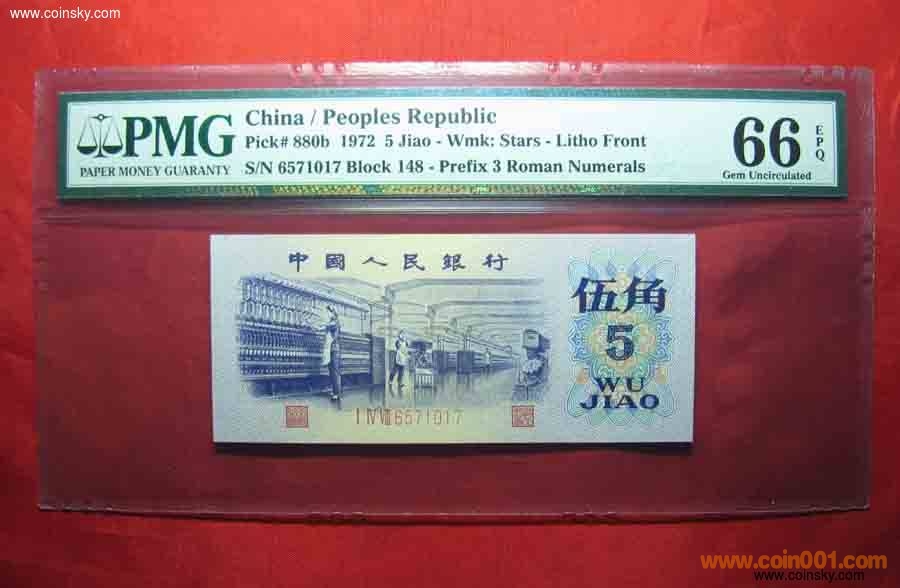 www.coinsky.com
PMG
PAPER MONEY GUARANTY
China / Peoples Republic
Pick# 880b 1972 5 Jiao - Wmk: Stars - Litho Front
S/N 6571017 Block 148 - Prefix 3 Roman Numerals
66
EPQ
Gem Uncirculated
中國人民銀行
伍角
5
WU
JIAO
I IV VIII 6571017
www.coin001.com
www.coinsky.com